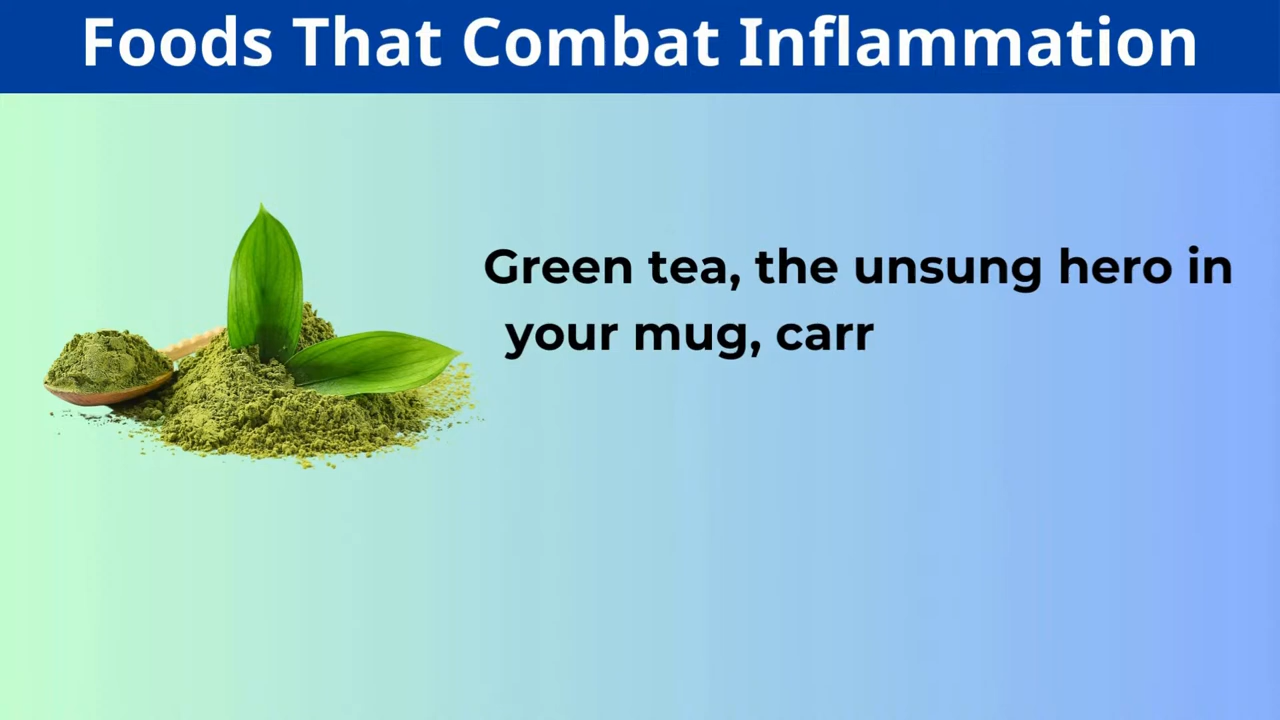 Foods That Combat Inflammation
Green tea, the unsung hero in
your mug, carr